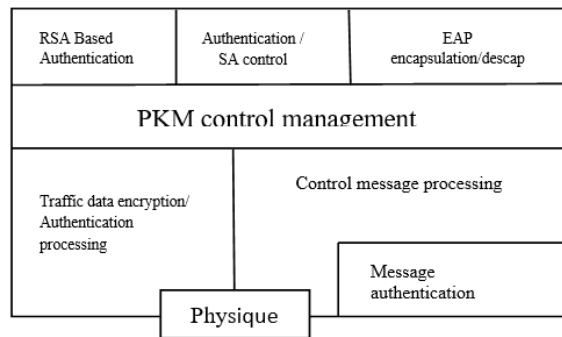 RSA Based
Authentication
Authentication /
SA control
EAP
encapsulation/descap
PKM control management
Traffic data encryption/
Authentication
processing
Control message processing
Message
authentication
Physique